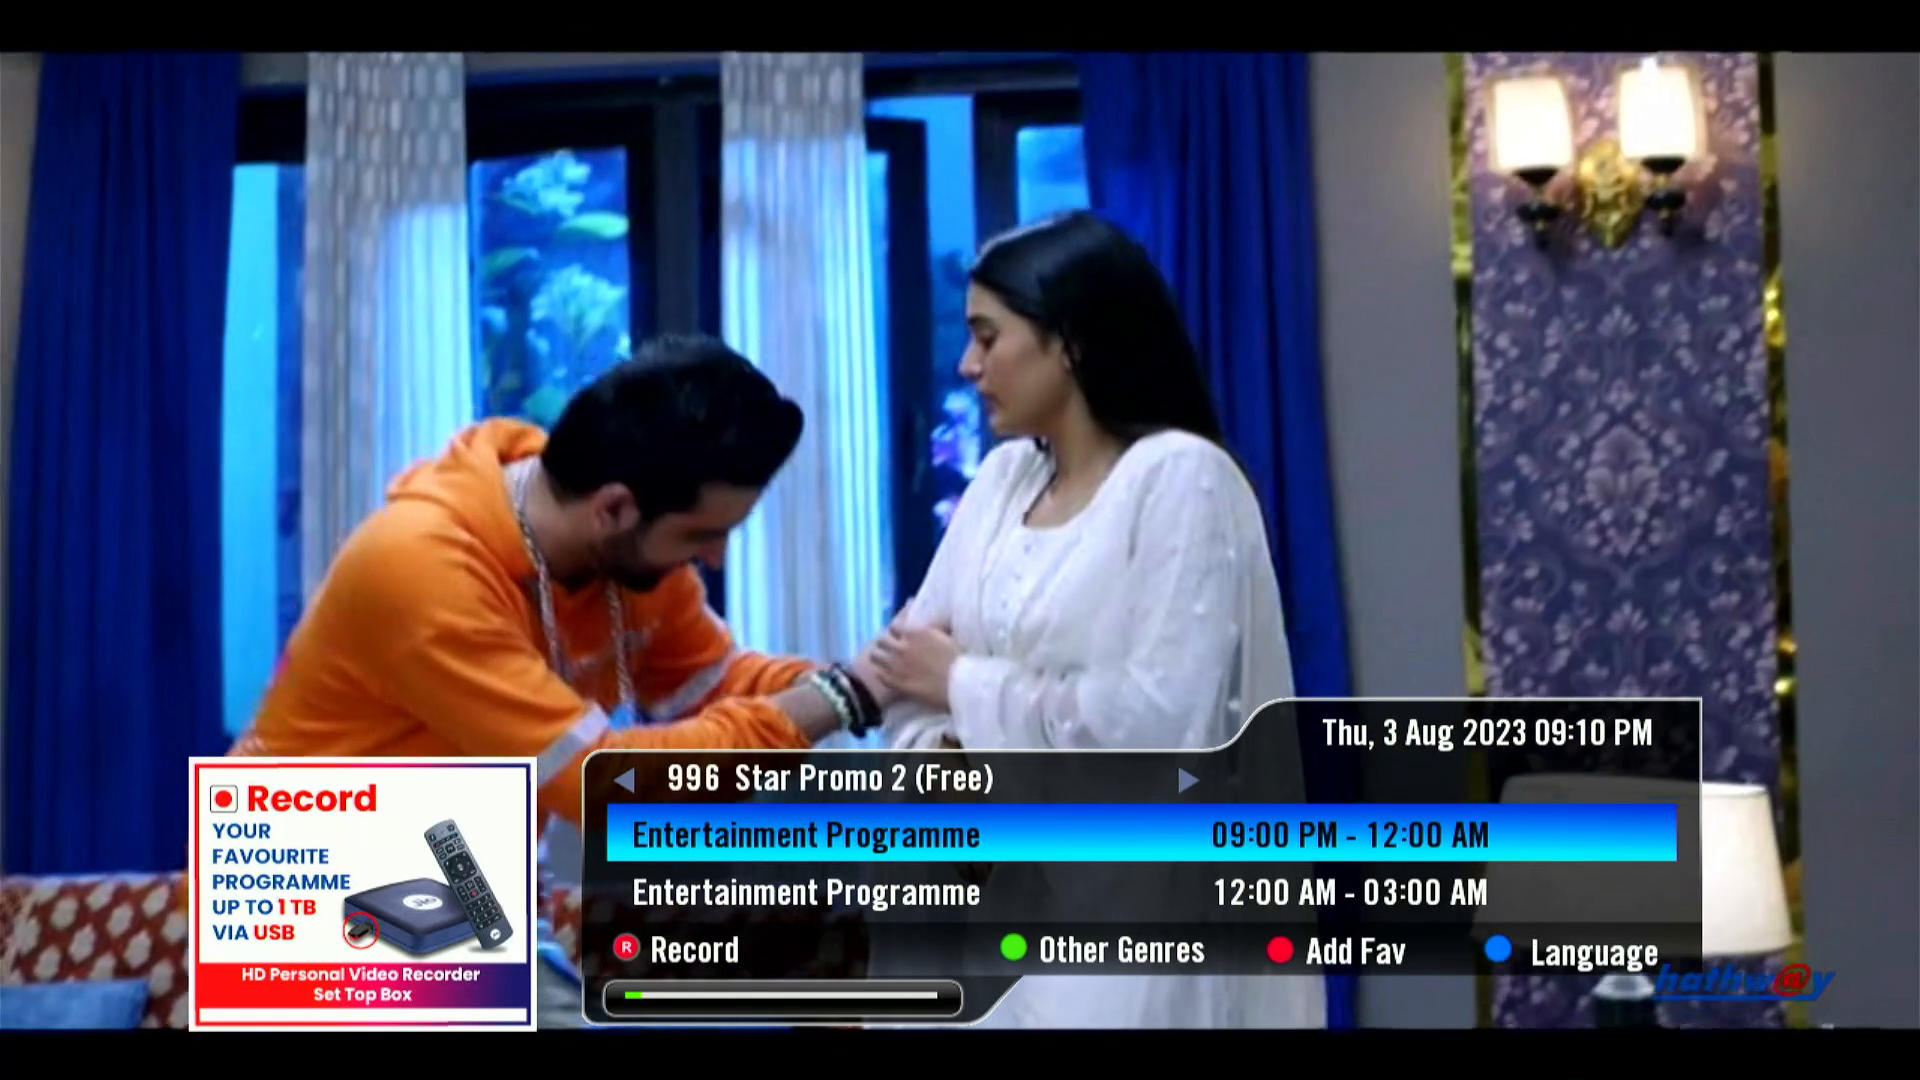 Thu, 3 Aug 2023 09:10 PM
996 Star Promo 2 (Free)
Entertainment Programme 09:00 PM - 12:00 AM
Entertainment Programme 12:00 AM - 03:00 AM
R Record Other Genres Add Fav Language
Record
YOUR
FAVOURITE
PROGRAMME
UP TO 1 TB
VIA USB
Jio
HD Personal Video Recorder
Set Top Box
hathw@y